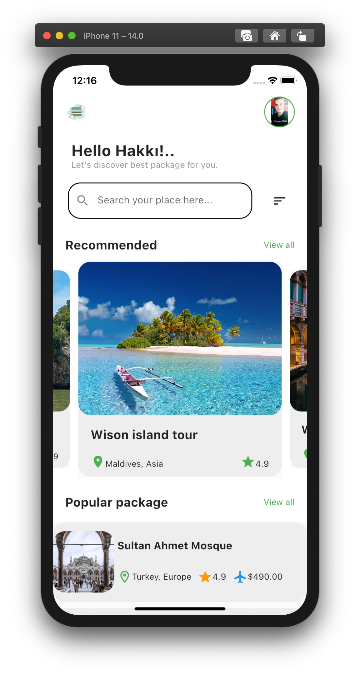 iPhone 11 – 14.0
12:16
Hello Hakkı!..
Let's discover best package for you.
Search your place here...
Recommended
View all
Wison island tour
9
Maldives, Asia
4.9
W
Popular package
View all
Sultan Ahmet Mosque
Turkey, Europe
4.9
$490.00